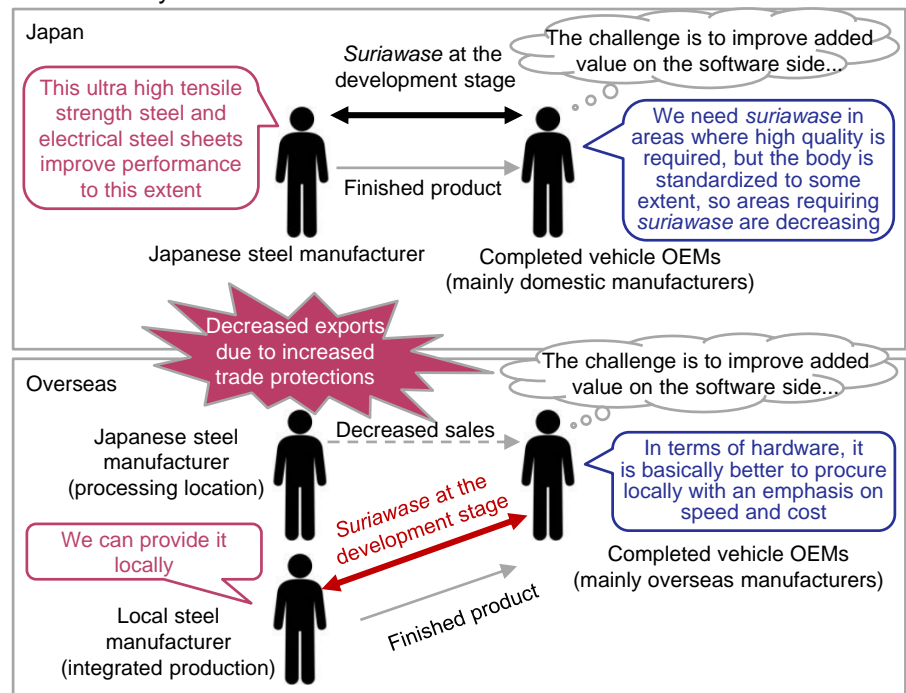 Japan
This ultra high tensile
strength steel and
electrical steel sheets
improve performance
to this extent
Suriawase at the
development stage
The challenge is to improve added
value on the software side...
We need suriawase in
areas where high quality is
required, but the body is
standardized to some
extent, so areas requiring
suriawase are decreasing
Finished product
Japanese steel manufacturer
Completed vehicle OEMs
(mainly domestic manufacturers)
Decreased exports
due to increased
trade protections
Overseas
The challenge is to improve added
value on the software side...
Japanese steel
manufacturer
(processing location)
Decreased sales
In terms of hardware, it
is basically better to procure
locally with an emphasis on
speed and cost
Suriawase at the
development stage
We can provide it
locally
Completed vehicle OEMs
(mainly overseas manufacturers)
Local steel
manufacturer
(integrated production)
Finished product